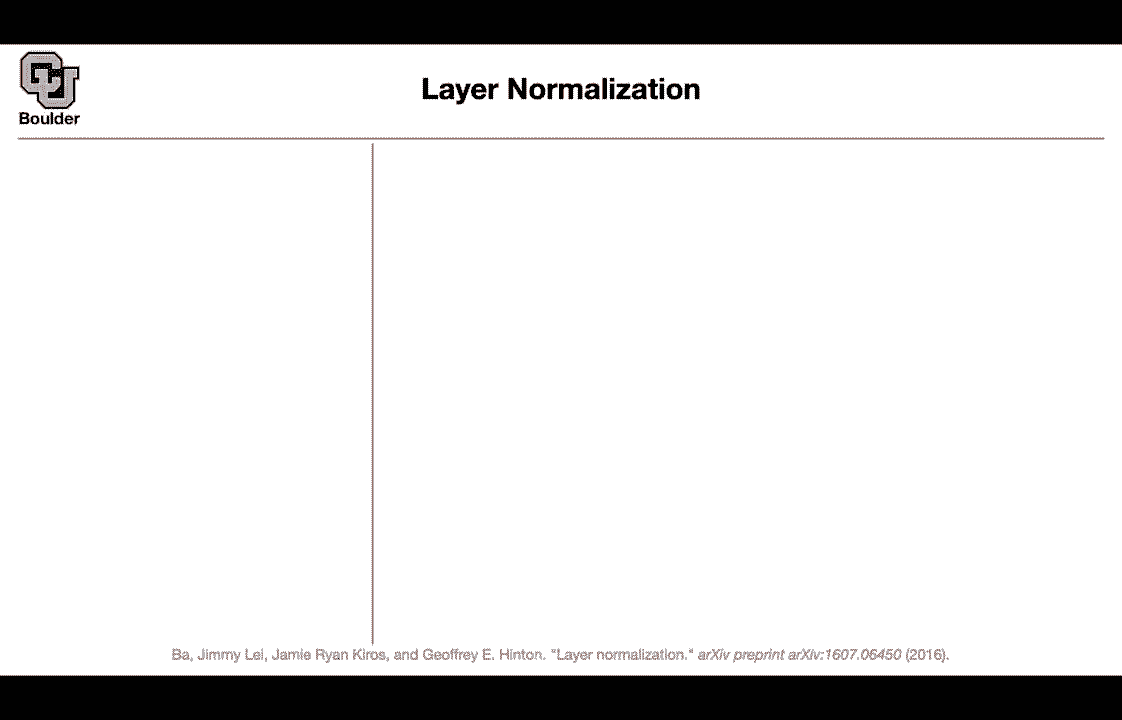 CU
Boulder
Layer Normalization
Ba, Jimmy Lei, Jamie Ryan Kiros, and Geoffrey E. Hinton. "Layer normalization." arXiv preprint arXiv:1607.06450 (2016).